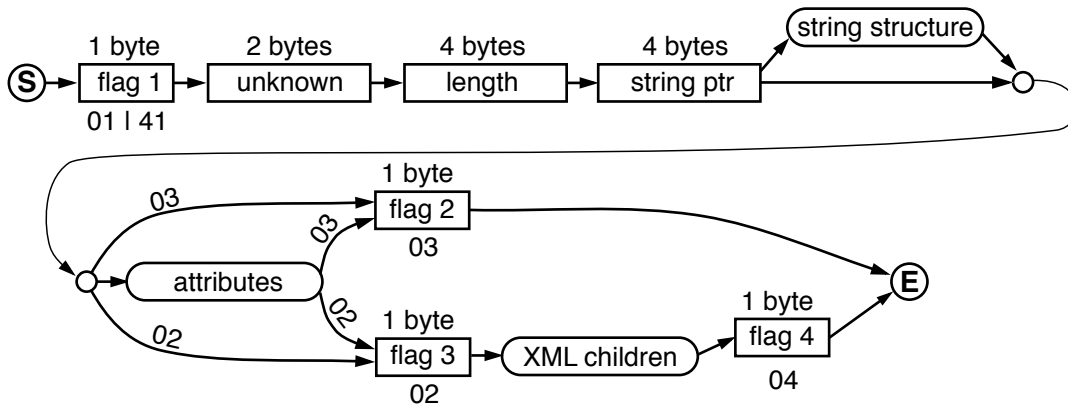 1 byte 2 bytes 4 bytes 4 bytes string structure
S flag 1 unknown length string ptr
01 | 41
03 1 byte
flag 2
03 03
attributes E
02 02 1 byte 1 byte
flag 3 XML children flag 4
02 04